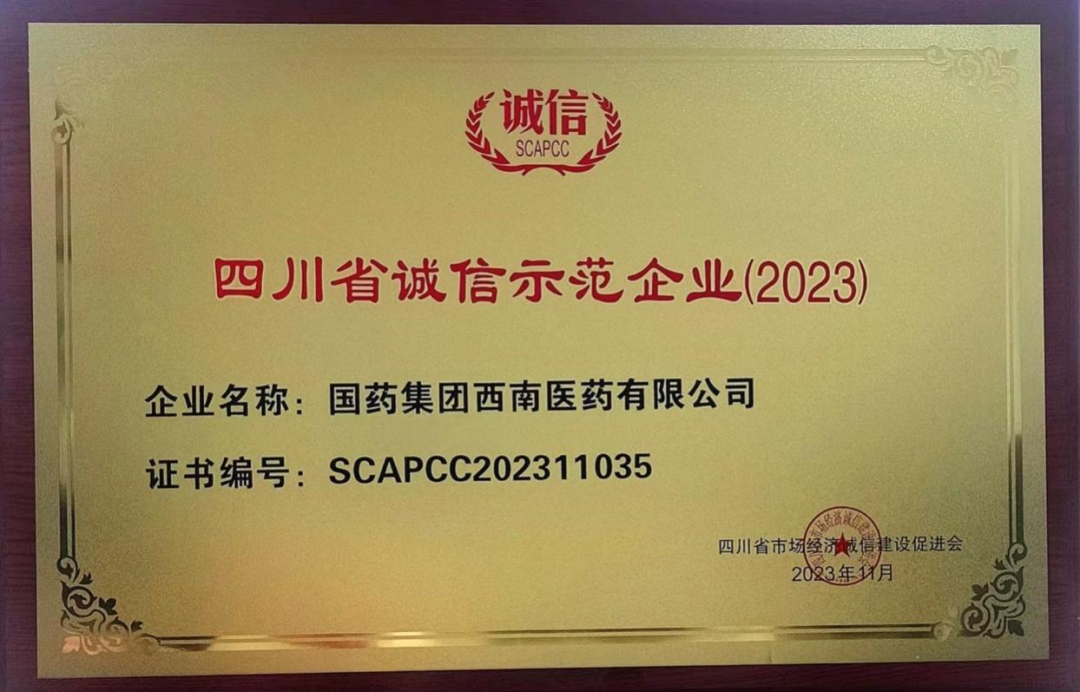 诚信
SCAPCC
四川省诚信示范企业(2023)
企业名称：国药集团西南医药有限公司
证书编号：SCAPCC202311035
四川省市场经济诚信建设促进会
2023年11月